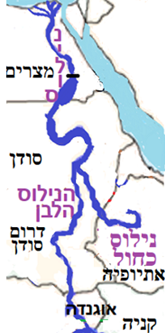 נילוס
מצרים
סודן
הנילוס
הלבן
דרום
סודן
נילוס
כחול
אתיופיה
אוגנדה
קניה